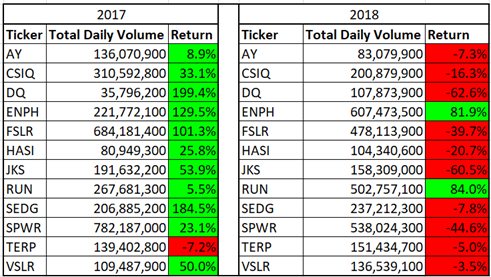 2017 2018
Ticker Total Daily Volume Return Ticker Total Daily Volume Return
AY 136,070,900 8.9% AY 83,079,900 -7.3%
CSIQ 310,592,800 33.1% CSIQ 200,879,900 -16.3%
DQ 35,796,200 199.4% DQ 107,873,900 -62.6%
ENPH 221,772,100 129.5% ENPH 607,473,500 81.9%
FSLR 684,181,400 101.3% FSLR 478,113,900 -39.7%
HASI 80,949,300 25.8% HASI 104,340,600 -20.7%
JKS 191,632,200 53.9% JKS 158,309,000 -60.5%
RUN 267,681,300 5.5% RUN 502,757,100 84.0%
SEDG 206,885,200 184.5% SEDG 237,212,300 -7.8%
SPWR 782,187,000 23.1% SPWR 538,024,300 -44.6%
TERP 139,402,800 -7.2% TERP 151,434,700 -5.0%
VSLR 109,487,900 50.0% VSLR 136,539,100 -3.5%